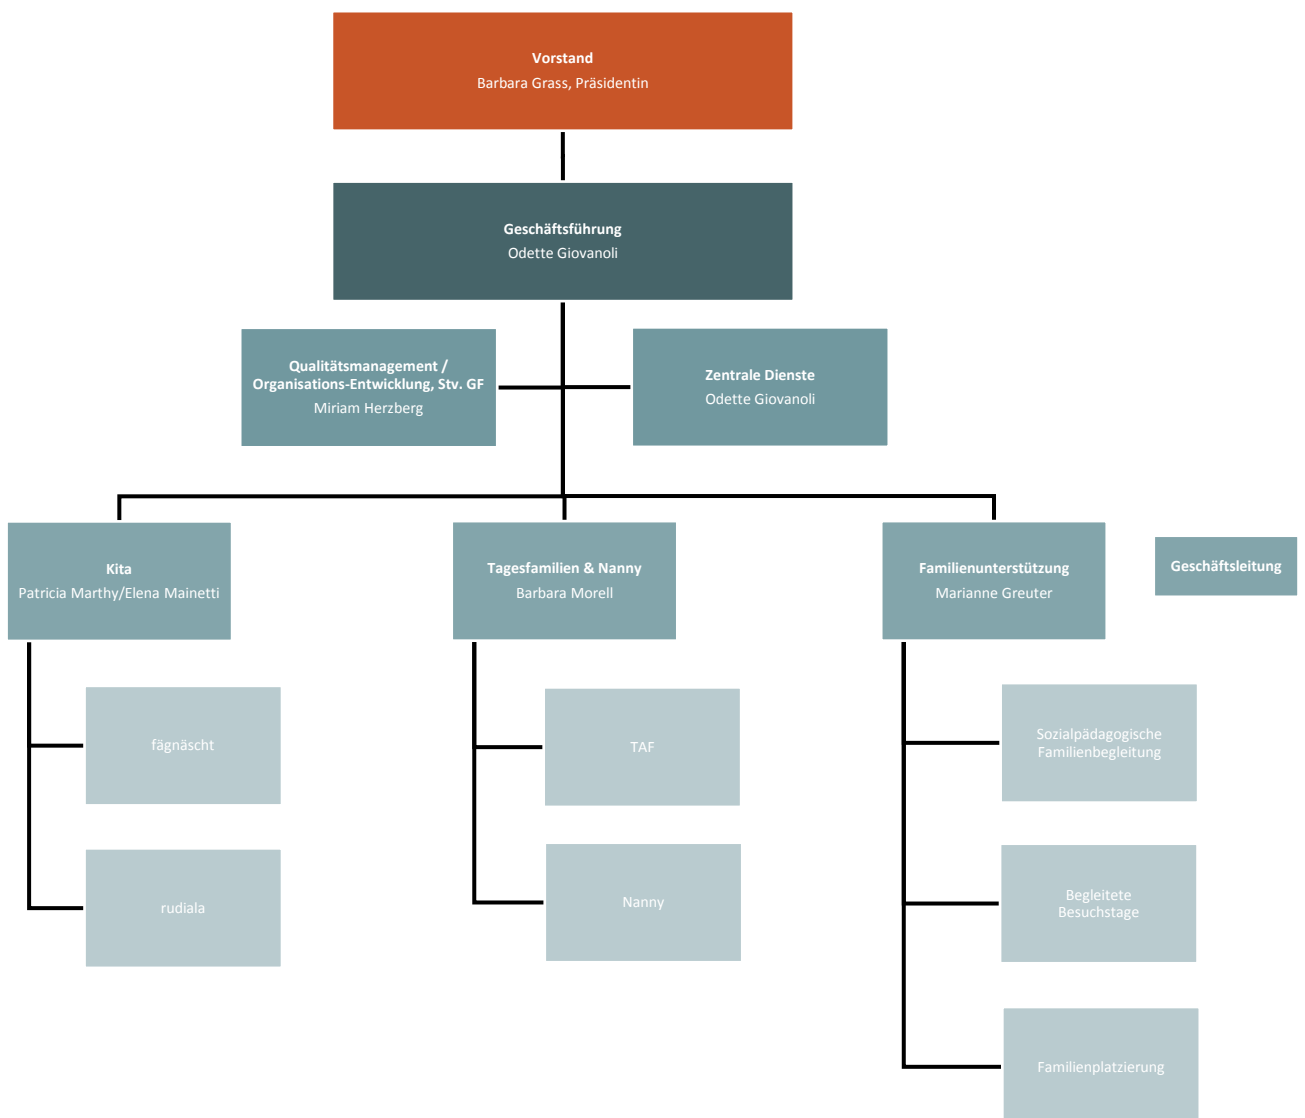 Vorstand
Barbara Grass, Präsidentin
Geschäftsführung
Odette Giovanoli
Qualitätsmanagement /
Organisations-Entwicklung, Stv. GF
Miriam Herzberg
Zentrale Dienste
Odette Giovanoli
Kita
Patricia Marthy/Elena Mainetti
Tagesfamilien & Nanny
Barbara Morell
Familienunterstützung
Marianne Greuter
Geschäftsleitung
fägnäscht
rudiala
TAF
Nanny
Sozialpädagogische
Familienbegleitung
Begleitete
Besuchstage
Familienplatzierung